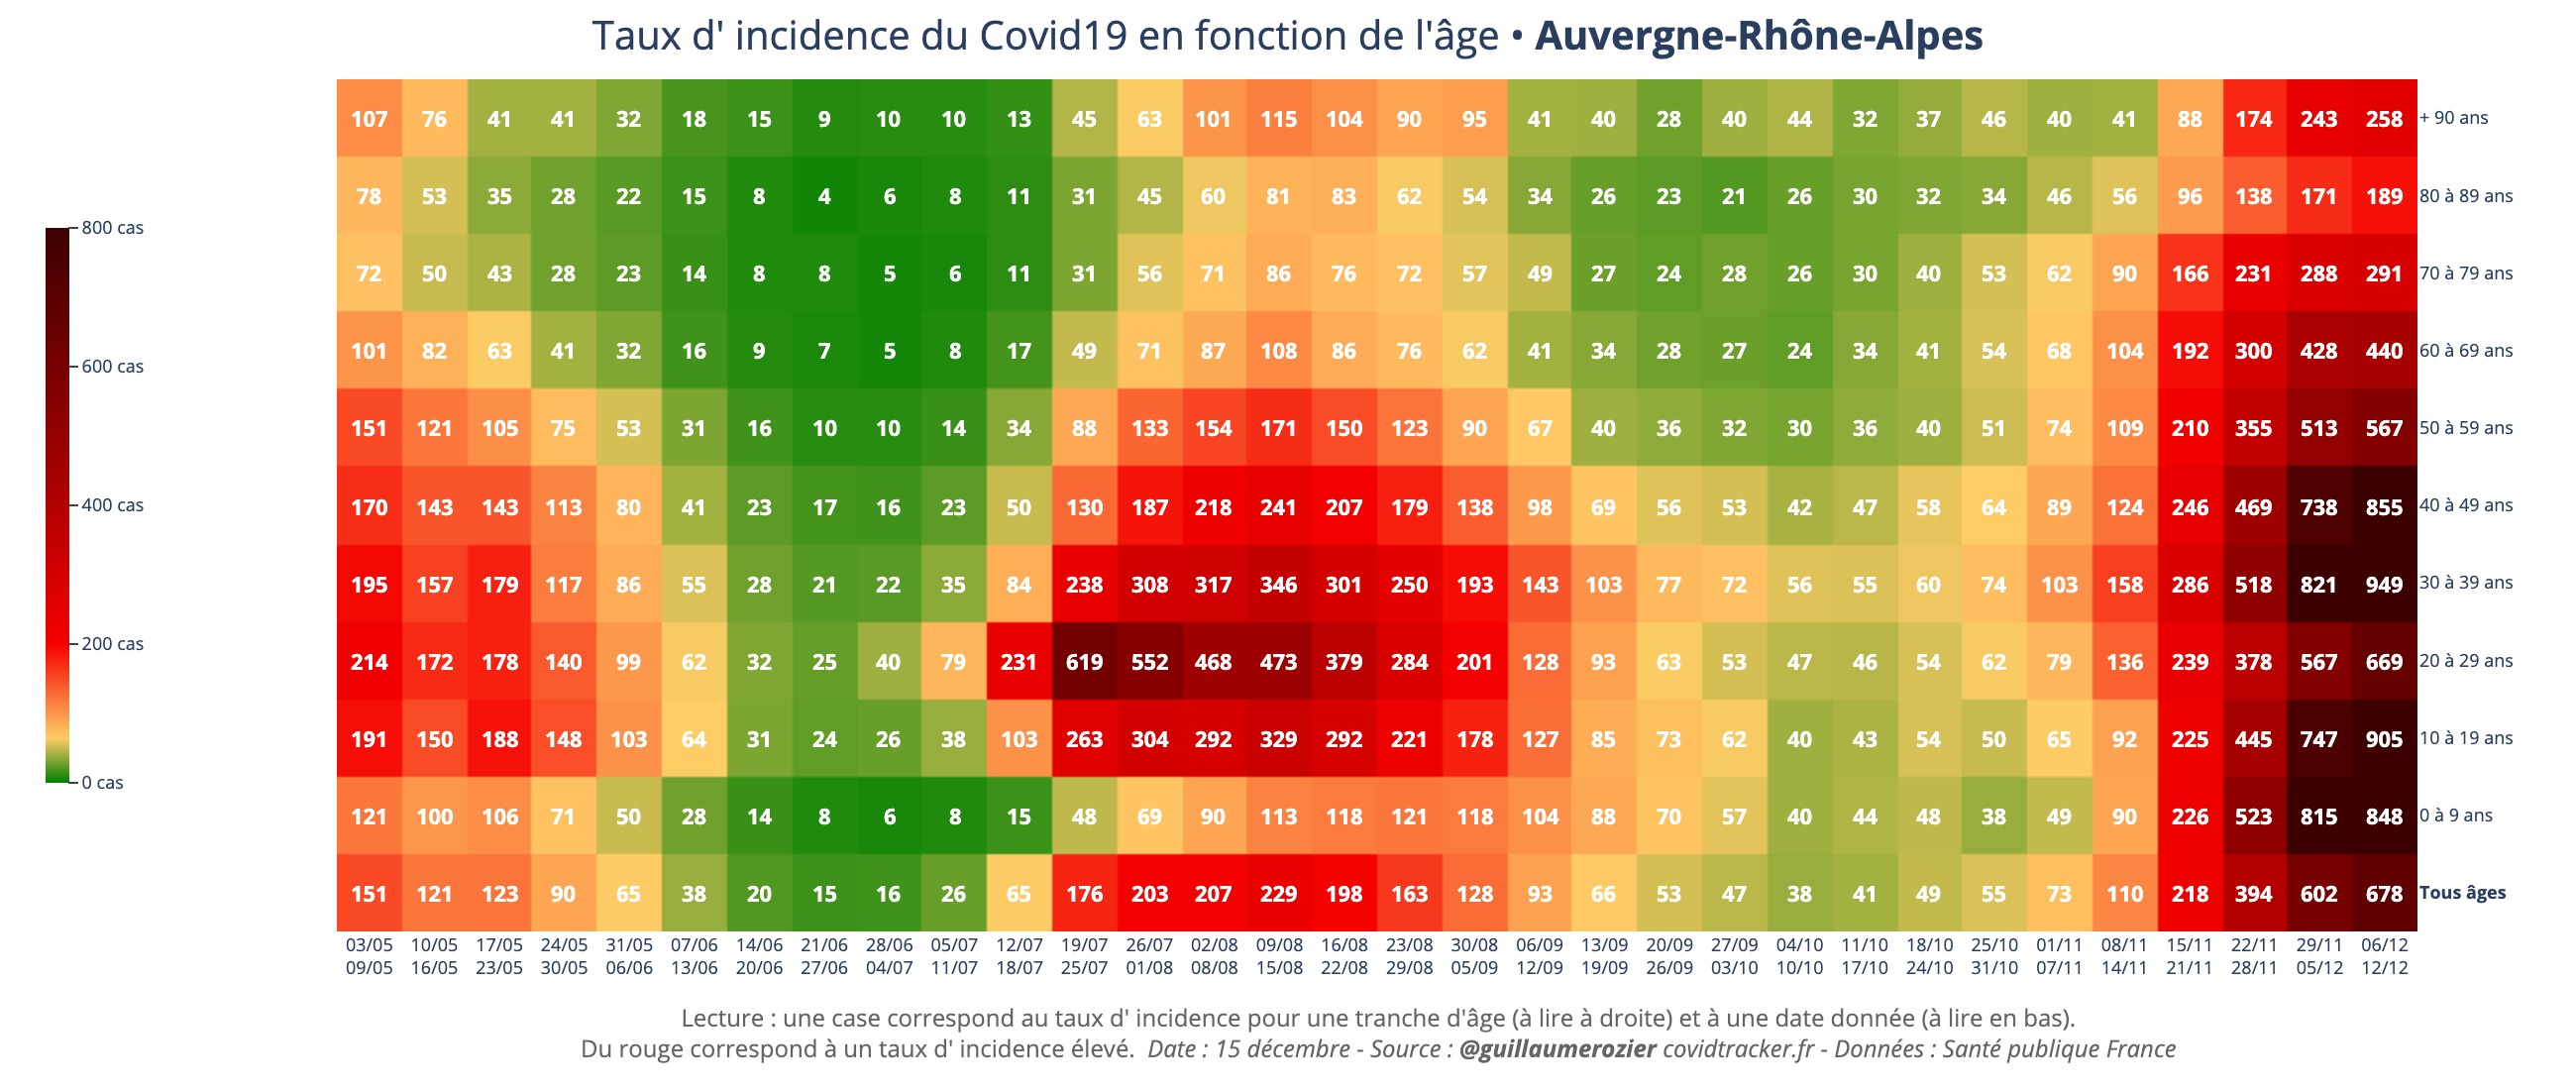 Taux d' incidence du Covid19 en fonction de l'âge • Auvergne-Rhône-Alpes
800 cas
600 cas
400 cas
200 cas
0 cas
107 76 41 41 32 18 15 9 10 10 13 45 63 101 115 104 90 95 41 40 28 40 44 32 37 46 40 41 88 174 243 258 + 90 ans
78 53 35 28 22 15 8 4 6 8 11 31 45 60 81 83 62 54 34 26 23 21 26 30 32 34 46 56 96 138 171 189 80 à 89 ans
72 50 43 28 23 14 8 8 5 6 11 31 56 71 86 76 72 57 49 27 24 28 26 30 40 53 62 90 166 231 288 291 70 à 79 ans
101 82 63 41 32 16 9 7 5 8 17 49 71 87 108 86 76 62 41 34 28 27 24 34 41 54 68 104 192 300 428 440 60 à 69 ans
151 121 105 75 53 31 16 10 10 14 34 88 133 154 171 150 123 90 67 40 36 32 30 36 40 51 74 109 210 355 513 567 50 à 59 ans
170 143 143 113 80 41 23 17 16 23 50 130 187 218 241 207 179 138 98 69 56 53 42 47 58 64 89 124 246 469 738 855 40 à 49 ans
195 157 179 117 86 55 28 21 22 35 84 238 308 317 346 301 250 193 143 103 77 72 56 55 60 74 103 158 286 518 821 949 30 à 39 ans
214 172 178 140 99 62 32 25 40 79 231 619 552 468 473 379 284 201 128 93 63 53 47 46 54 62 79 136 239 378 567 669 20 à 29 ans
191 150 188 148 103 64 31 24 26 38 103 263 304 292 329 292 221 178 127 85 73 62 40 43 54 50 65 92 225 445 747 905 10 à 19 ans
121 100 106 71 50 28 14 8 6 8 15 48 69 90 113 118 121 118 104 88 70 57 40 44 48 38 49 90 226 523 815 848 0 à 9 ans
151 121 123 90 65 38 20 15 16 26 65 176 203 207 229 198 163 128 93 66 53 47 38 41 49 55 73 110 218 394 602 678 Tous âges
03/05 10/05 17/05 24/05 31/05 07/06 14/06 21/06 28/06 05/07 12/07 19/07 26/07 02/08 09/08 16/08 23/08 30/08 06/09 13/09 20/09 27/09 04/10 11/10 18/10 25/10 01/11 08/11 15/11 22/11 29/11 06/12
09/05 16/05 23/05 30/05 06/06 13/06 20/06 27/06 04/07 11/07 18/07 25/07 01/08 08/08 15/08 22/08 29/08 05/09 12/09 19/09 26/09 03/10 10/10 17/10 24/10 31/10 07/11 14/11 21/11 28/11 05/12 12/12
Lecture : une case correspond au taux d' incidence pour une tranche d'âge (à lire à droite) et à une date donnée (à lire en bas).
Du rouge correspond à un taux d' incidence élevé. Date : 15 décembre - Source : @guillaumerozier covidtracker.fr - Données : Santé publique France